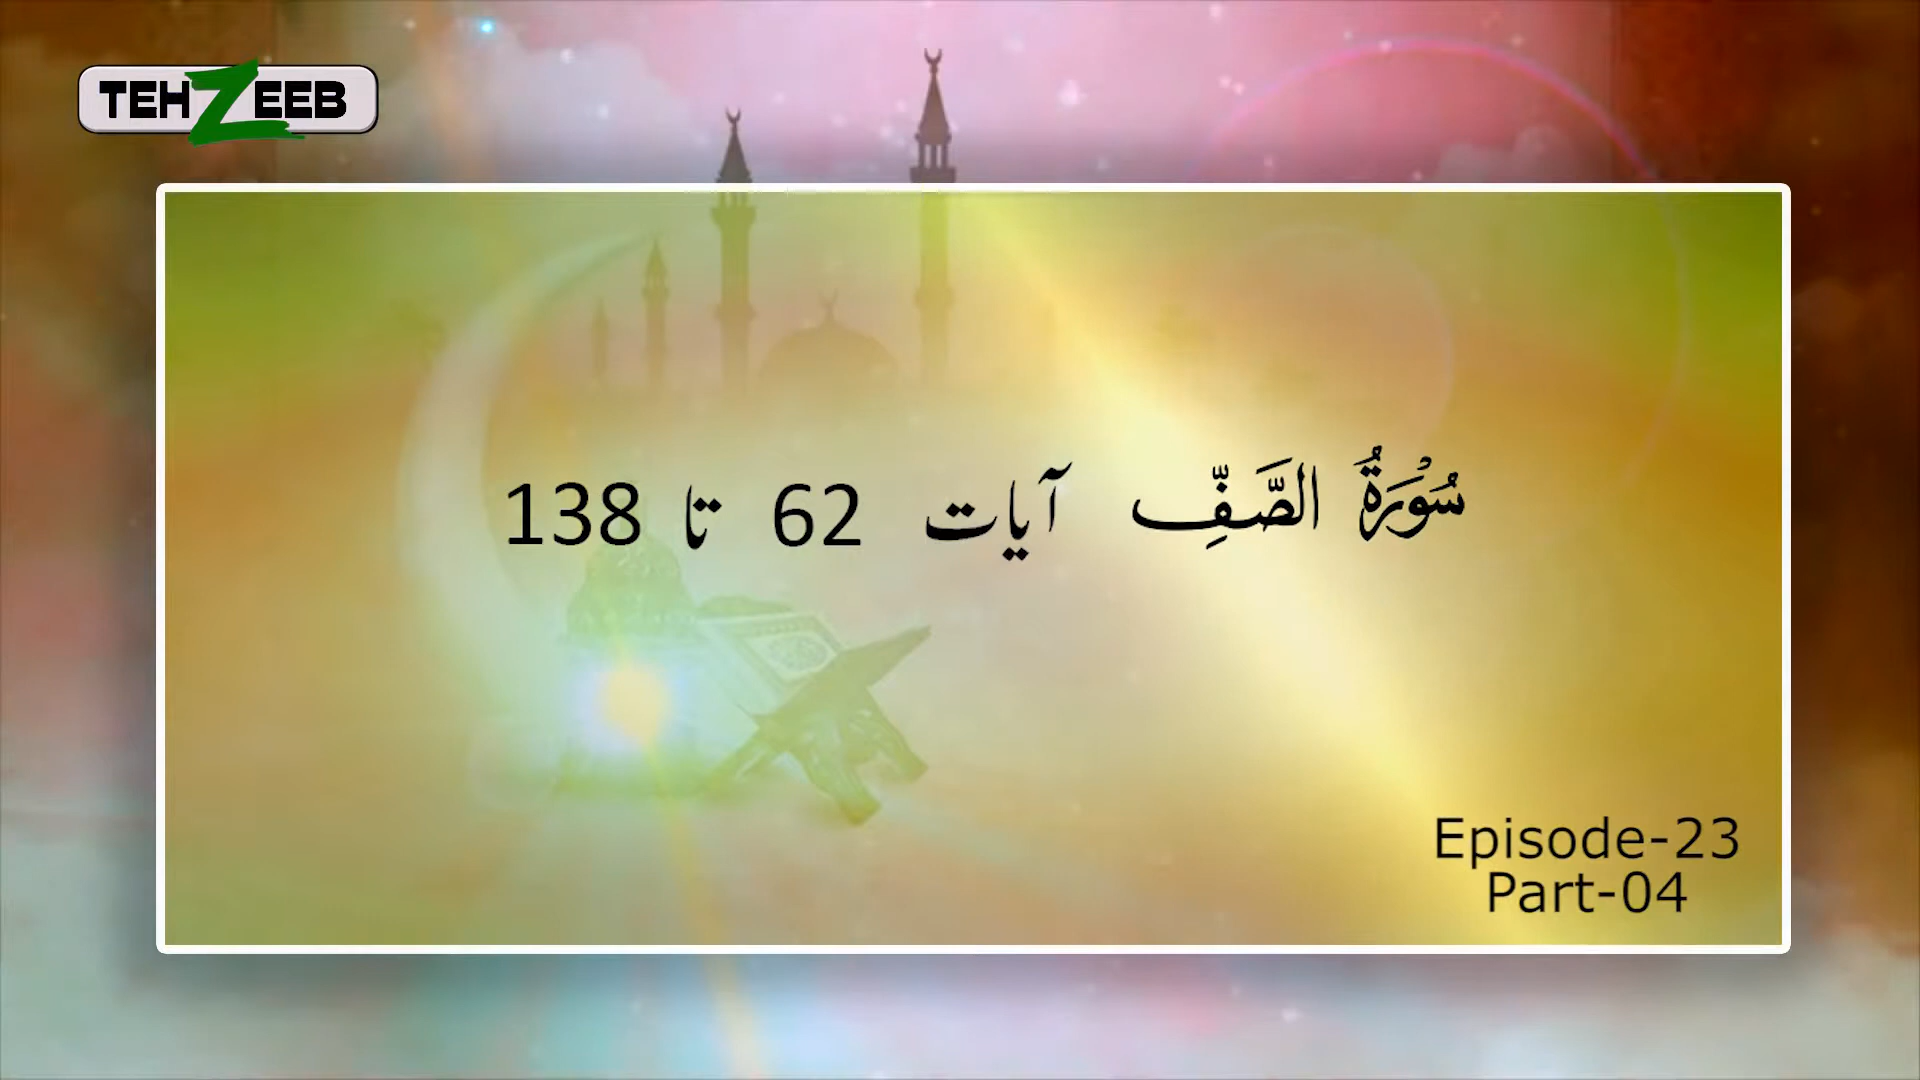 TEHZEEB
سُوْرَةُ الصَّفِّ آیات 62 تا 138
Episode-23
Part-04